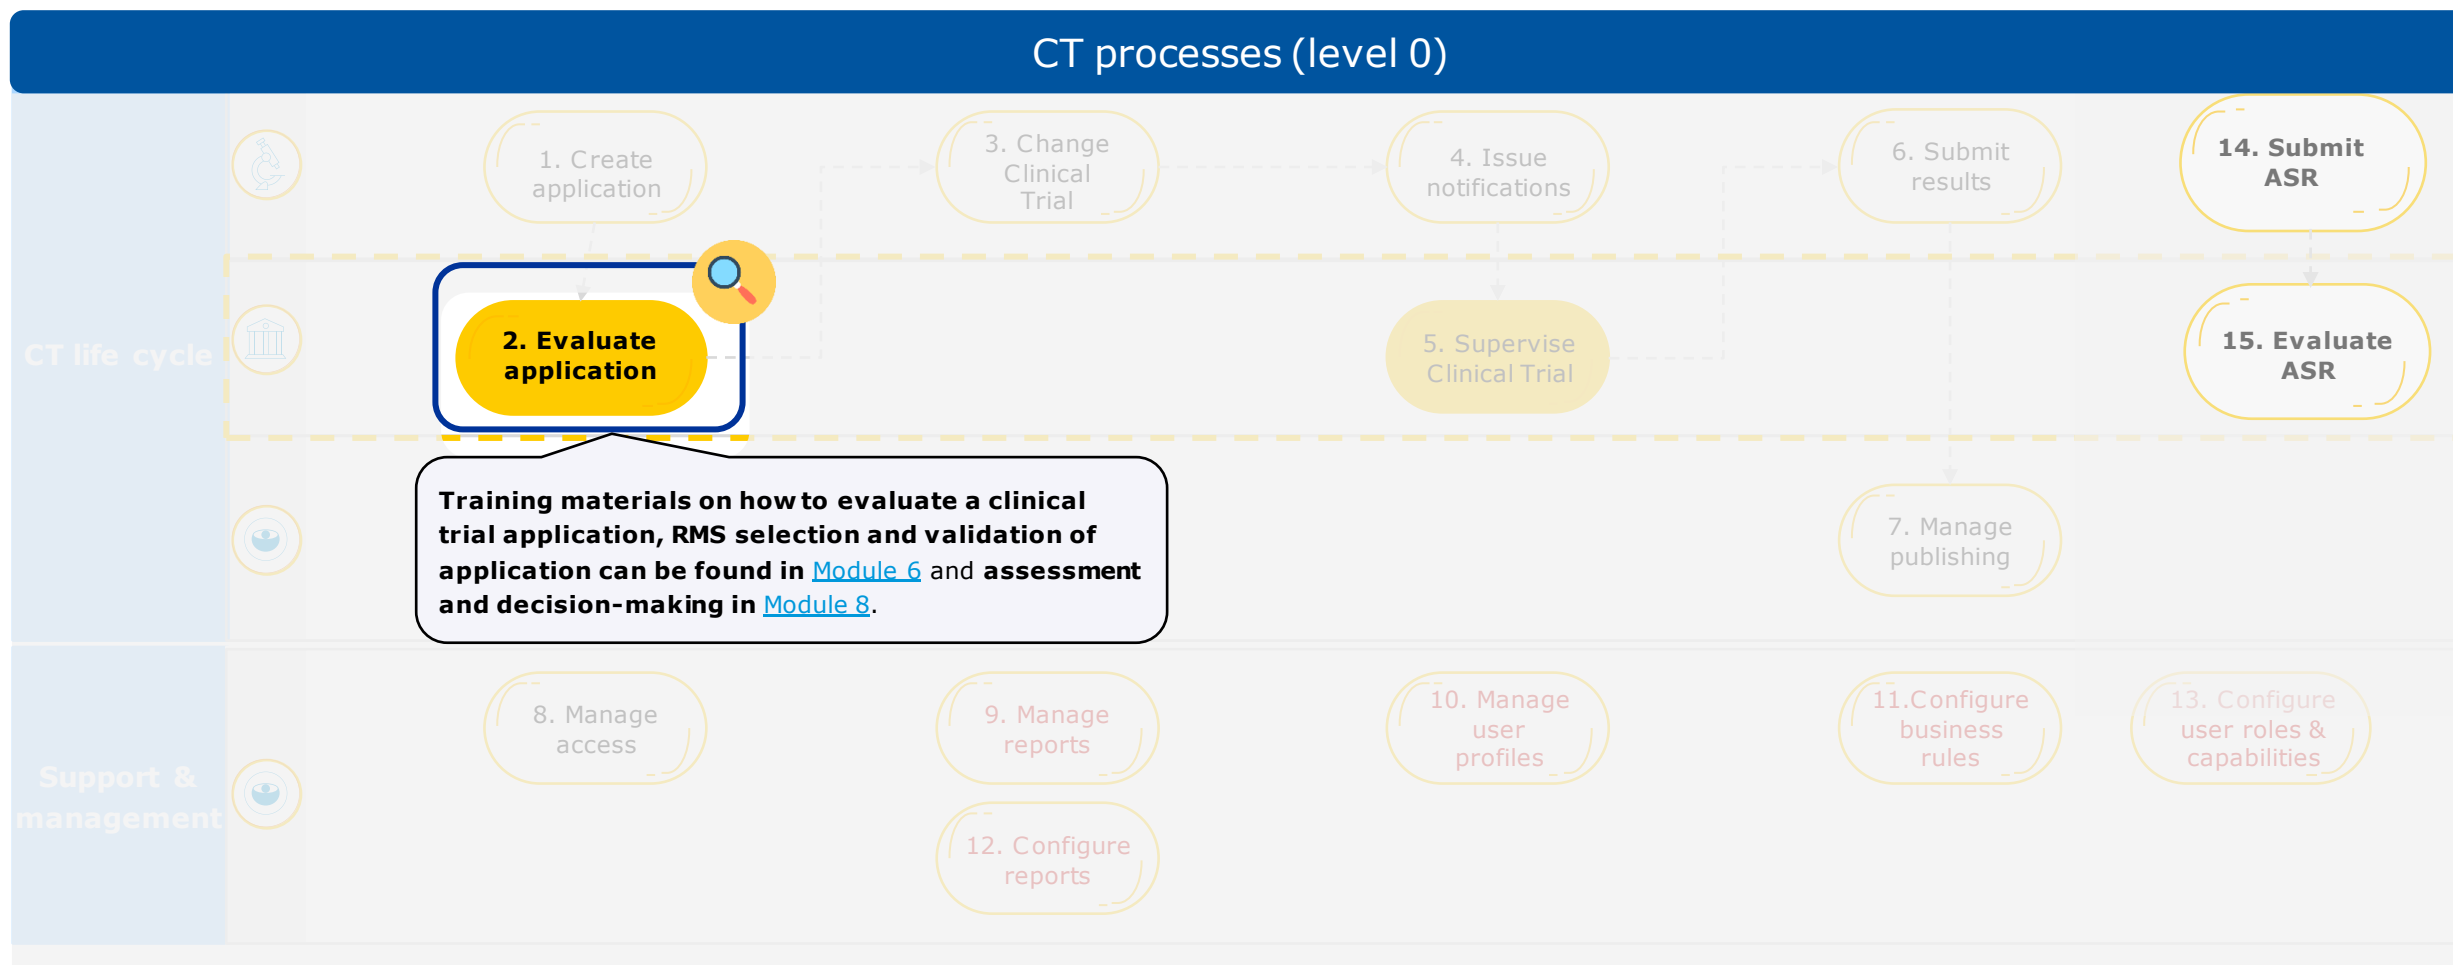 CT processes (level 0)
1. Create
application
3. Change
Clinical
Trial
4. Issue
notifications
6. Submit
results
14. Submit
ASR
CT life cycle
2. Evaluate
application
5. Supervise
Clinical Trial
15. Evaluate
ASR
Training materials on how to evaluate a clinical
trial application, RMS selection and validation of
application can be found in Module 6 and assessment
and decision-making in Module 8.
7. Manage
publishing
Support &
management
8. Manage
access
9. Manage
reports
10. Manage
user
profiles
11.Configure
business
rules
13. Configure
user roles &
capabilities
12. Configure
reports